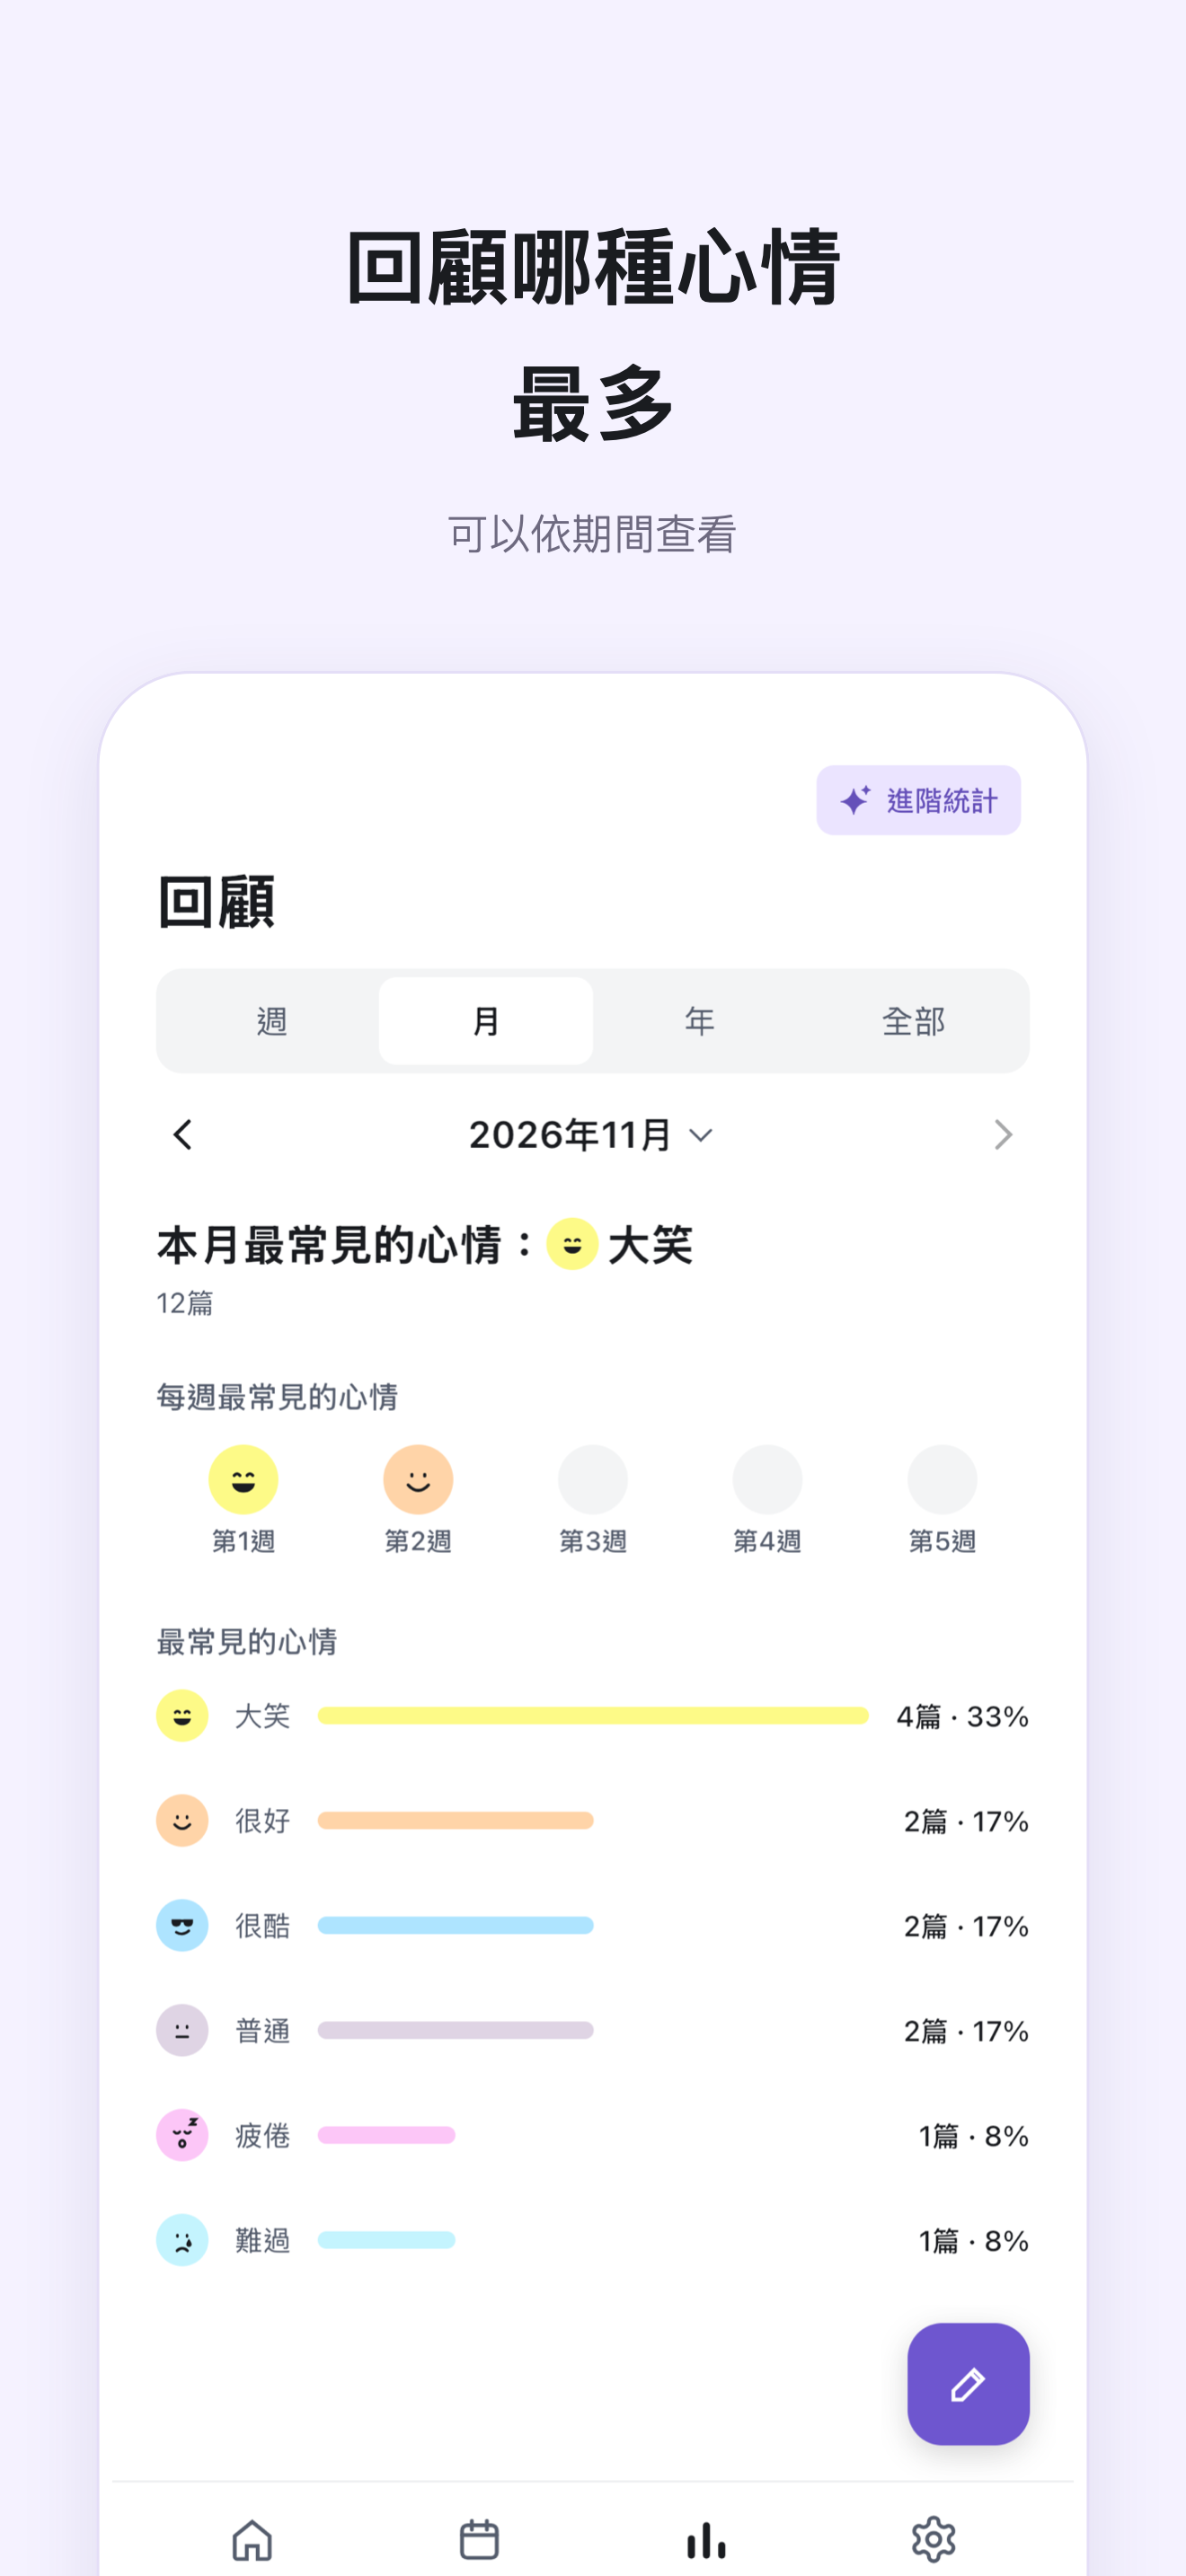 回顧哪種心情
最多
可以依期間查看
進階統計
回顧
週 月 年 全部
2026年11月
本月最常見的心情：大笑
12篇
每週最常見的心情
第1週 第2週 第3週 第4週 第5週
最常見的心情
大笑 4篇 · 33%
很好 2篇 · 17%
很酷 2篇 · 17%
普通 2篇 · 17%
疲倦 1篇 · 8%
難過 1篇 · 8%